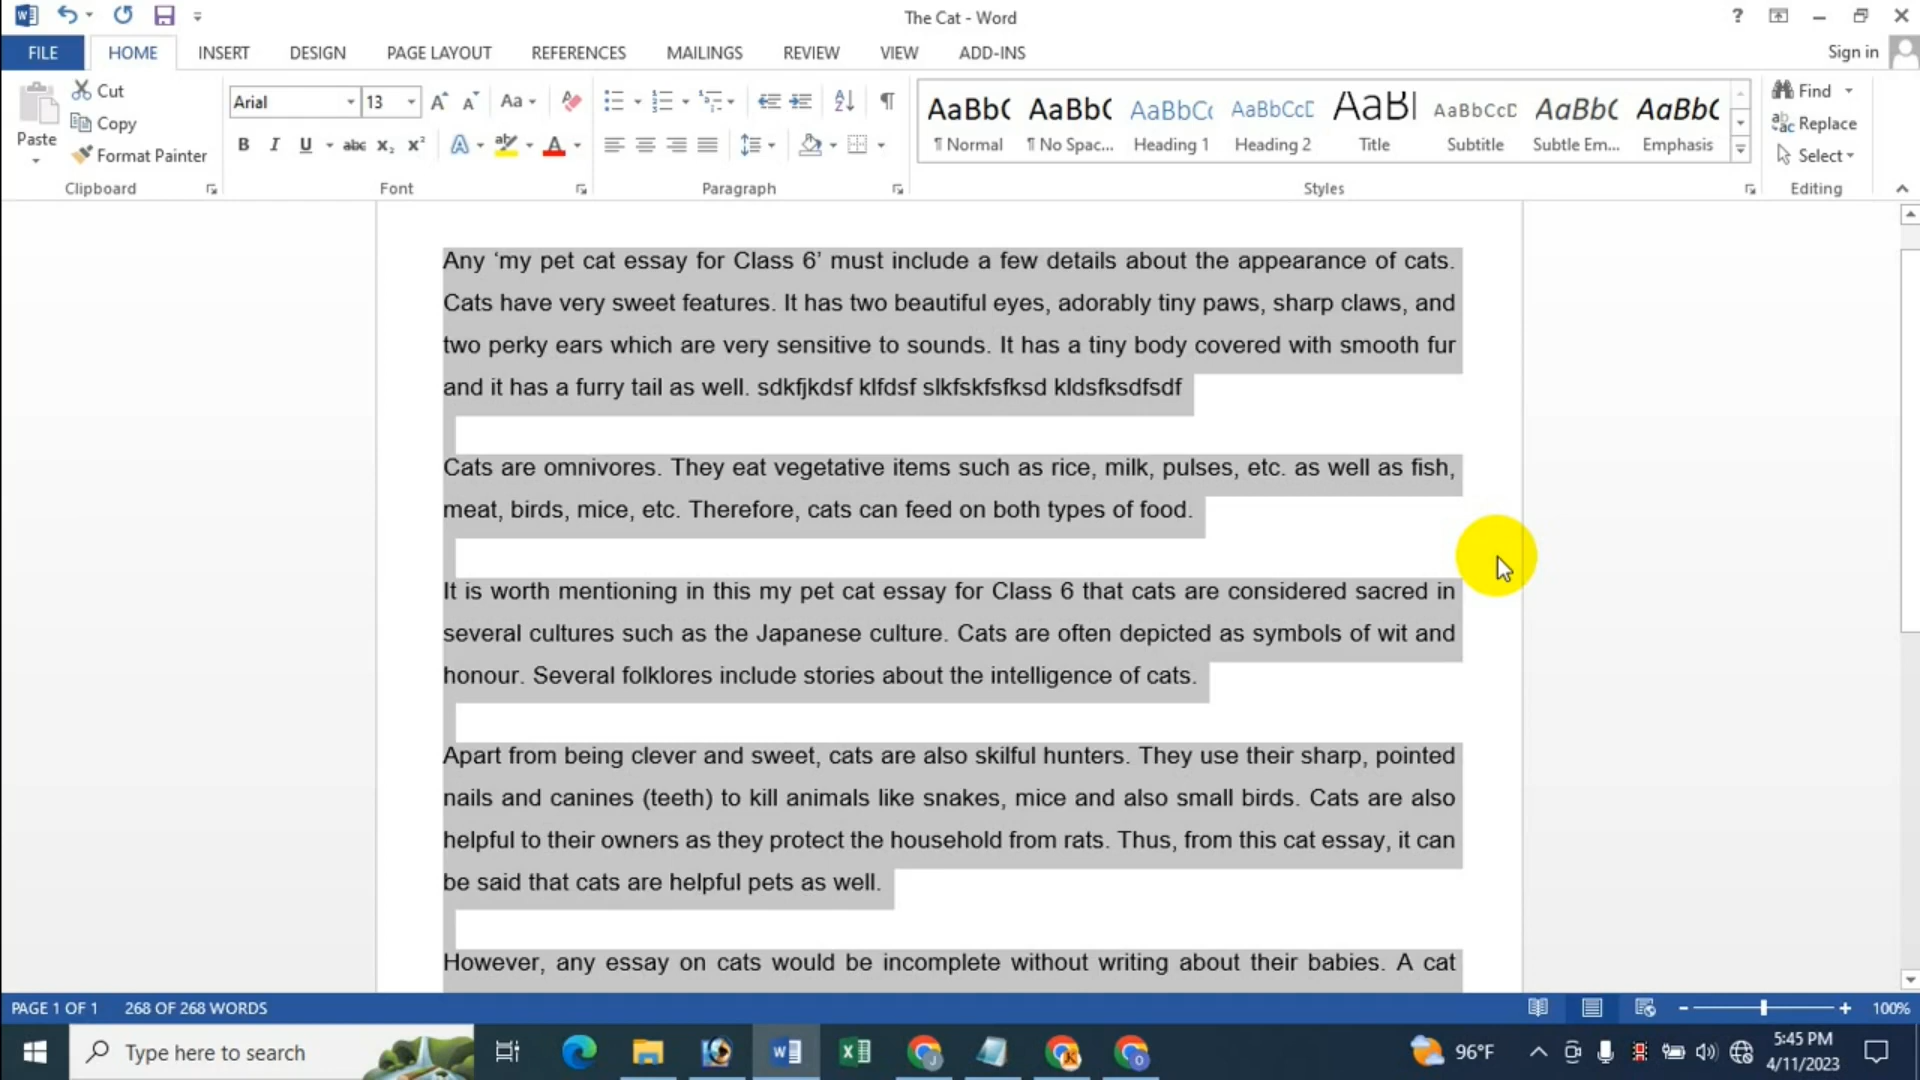 The Cat - Word
?
FILE HOME INSERT DESIGN PAGE LAYOUT REFERENCES MAILINGS REVIEW VIEW ADD-INS Sign in
Paste
Cut
Copy
Format Painter
Clipboard
Arial 13
Font
Paragraph
AaBbC AaBbC AaBbCc AaBbCcD AaBl AaBbCcD AaBbC AaBbC
¶ Normal ¶ No Spac... Heading 1 Heading 2 Title Subtitle Subtle Em... Emphasis
Styles
Find
Replace
Select
Editing
Any ‘my pet cat essay for Class 6’ must include a few details about the appearance of cats.
Cats have very sweet features. It has two beautiful eyes, adorably tiny paws, sharp claws, and
two perky ears which are very sensitive to sounds. It has a tiny body covered with smooth fur
and it has a furry tail as well. sdkfjkdsf klfdsf slkfskfsfksd kldsfksdfsdf
Cats are omnivores. They eat vegetative items such as rice, milk, pulses, etc. as well as fish,
meat, birds, mice, etc. Therefore, cats can feed on both types of food.
It is worth mentioning in this my pet cat essay for Class 6 that cats are considered sacred in
several cultures such as the Japanese culture. Cats are often depicted as symbols of wit and
honour. Several folklores include stories about the intelligence of cats.
Apart from being clever and sweet, cats are also skilful hunters. They use their sharp, pointed
nails and canines (teeth) to kill animals like snakes, mice and also small birds. Cats are also
helpful to their owners as they protect the household from rats. Thus, from this cat essay, it can
be said that cats are helpful pets as well.
However, any essay on cats would be incomplete without writing about their babies. A cat
PAGE 1 OF 1 268 OF 268 WORDS 100%
Type here to search
96°F
5:45 PM
4/11/2023